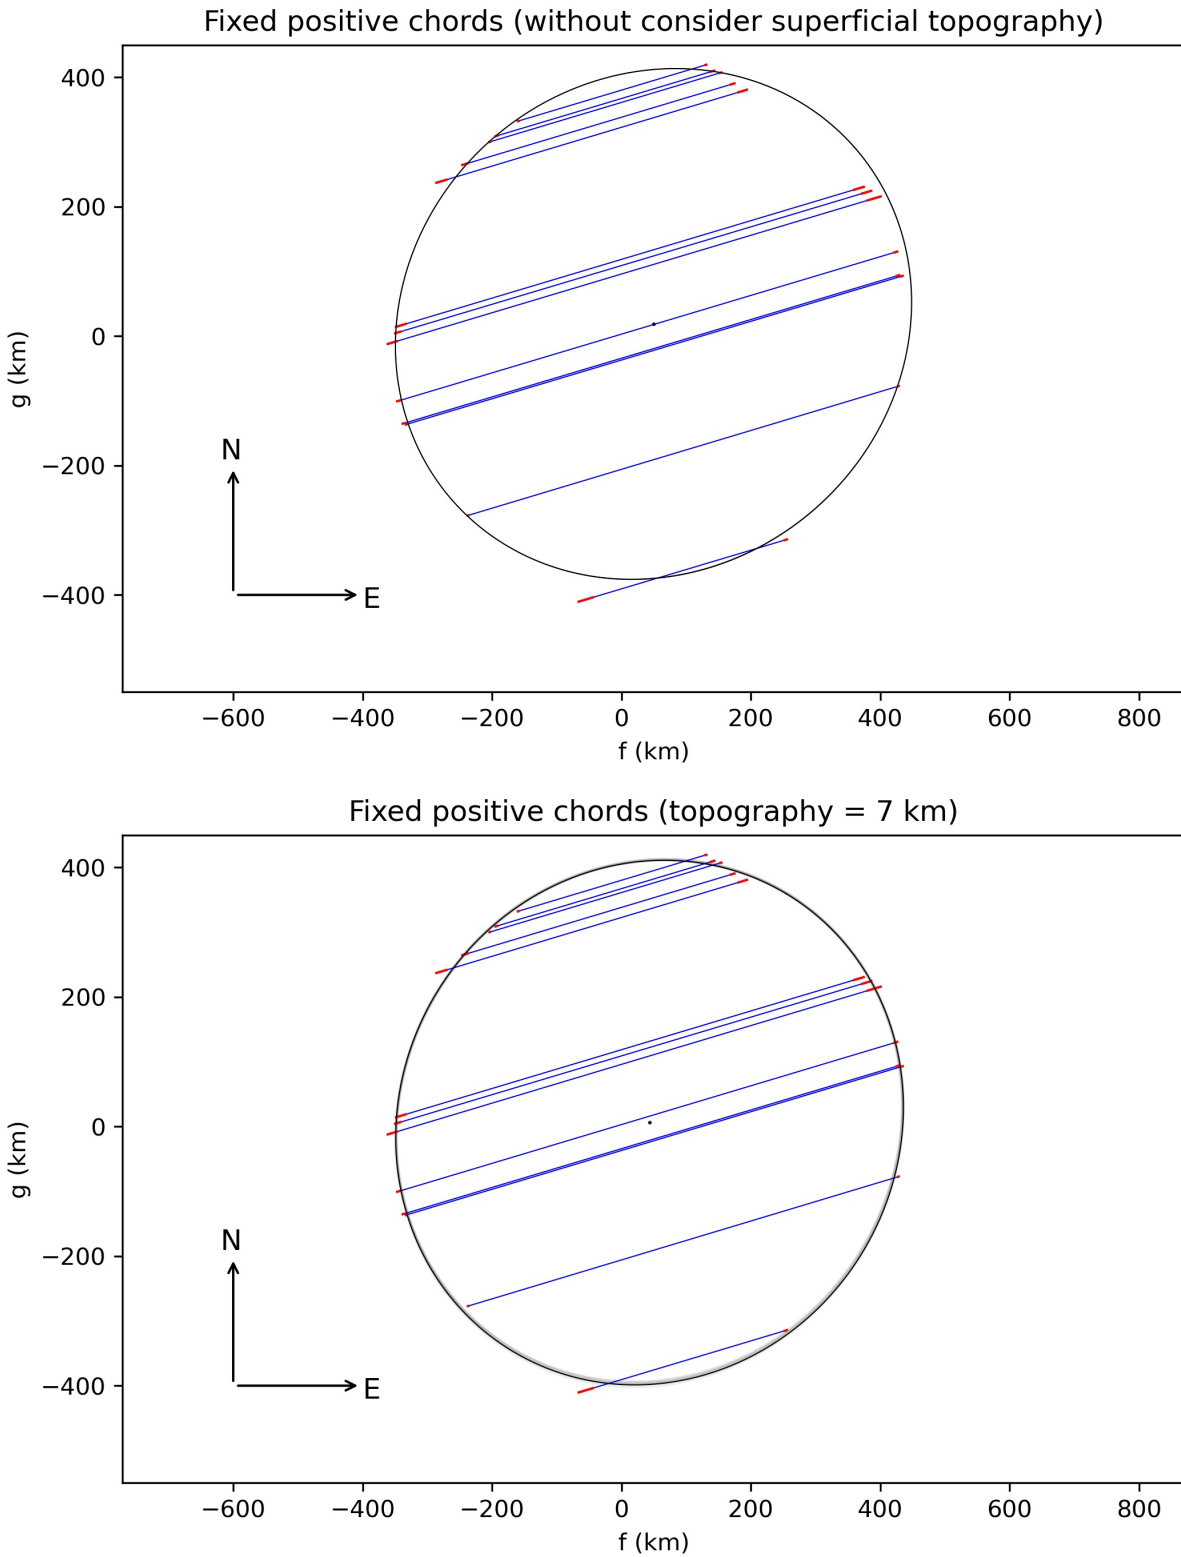 Fixed positive chords (without consider superficial topography)
400
200
0
−200
−400
g (km)
N
E
−600 −400 −200 0 200 400 600 800
f (km)
Fixed positive chords (topography = 7 km)
400
200
0
−200
−400
g (km)
N
E
−600 −400 −200 0 200 400 600 800
f (km)